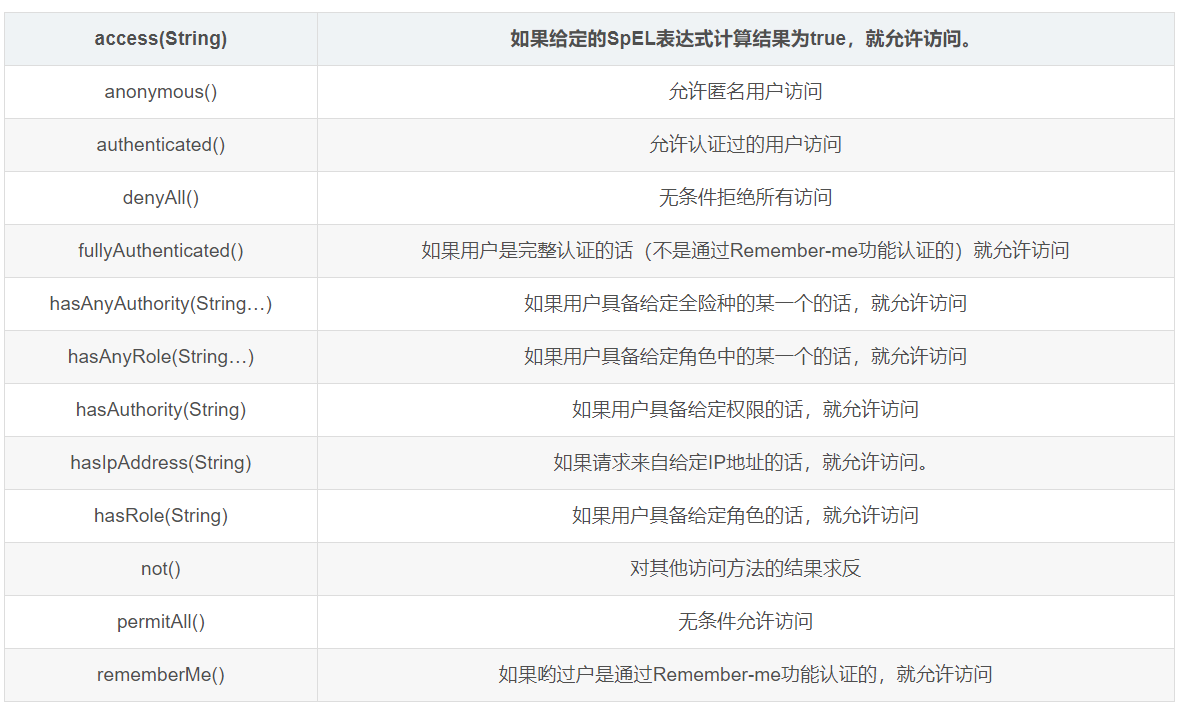 access(String) 如果给定的SpEL表达式计算结果为true，就允许访问。
anonymous() 允许匿名用户访问
authenticated() 允许认证过的用户访问
denyAll() 无条件拒绝所有访问
fullyAuthenticated() 如果用户是完整认证的话（不是通过Remember-me功能认证的）就允许访问
hasAnyAuthority(String…) 如果用户具备给定全险种的某一个的话，就允许访问
hasAnyRole(String…) 如果用户具备给定角色中的某一个的话，就允许访问
hasAuthority(String) 如果用户具备给定权限的话，就允许访问
hasIpAddress(String) 如果请求来自给定IP地址的话，就允许访问。
hasRole(String) 如果用户具备给定角色的话，就允许访问
not() 对其他访问方法的结果求反
permitAll() 无条件允许访问
rememberMe() 如果哟过户是通过Remember-me功能认证的，就允许访问